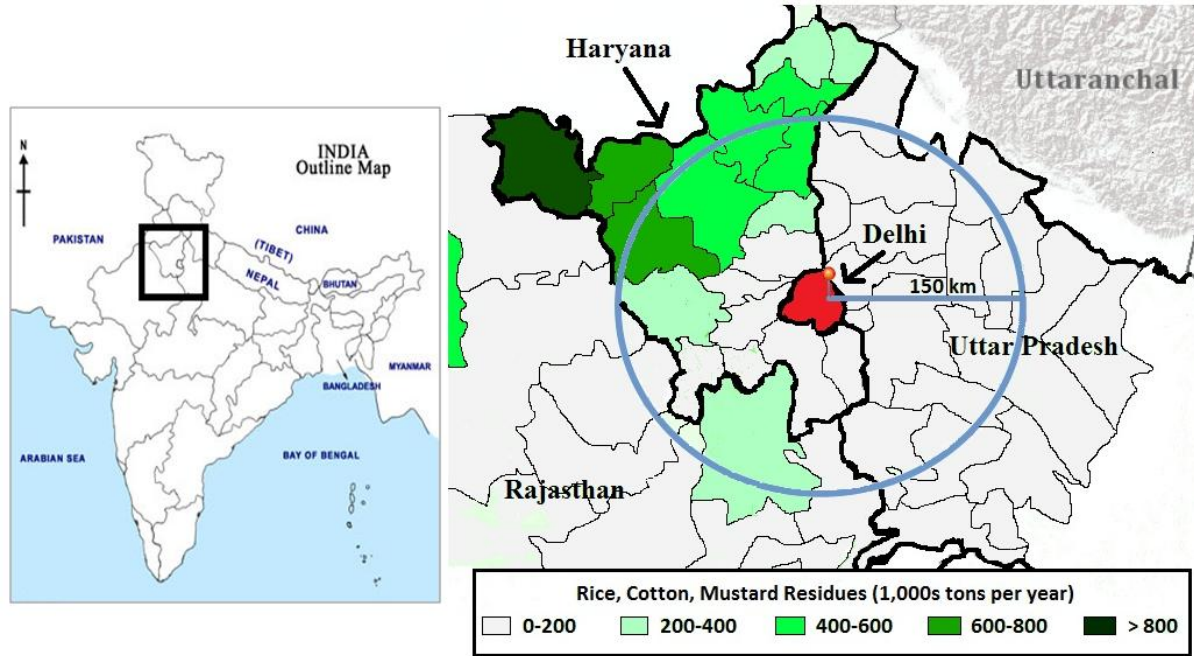 N
INDIA
Outline Map
PAKISTAN
CHINA
(TIBET)
NEPAL
BHUTAN
MYANMAR
BANGLADESH
ARABIAN SEA
BAY OF BENGAL
Haryana
Uttaranchal
Delhi
150 km
Uttar Pradesh
Rajasthan
Rice, Cotton, Mustard Residues (1,000s tons per year)
0-200 200-400 400-600 600-800 > 800